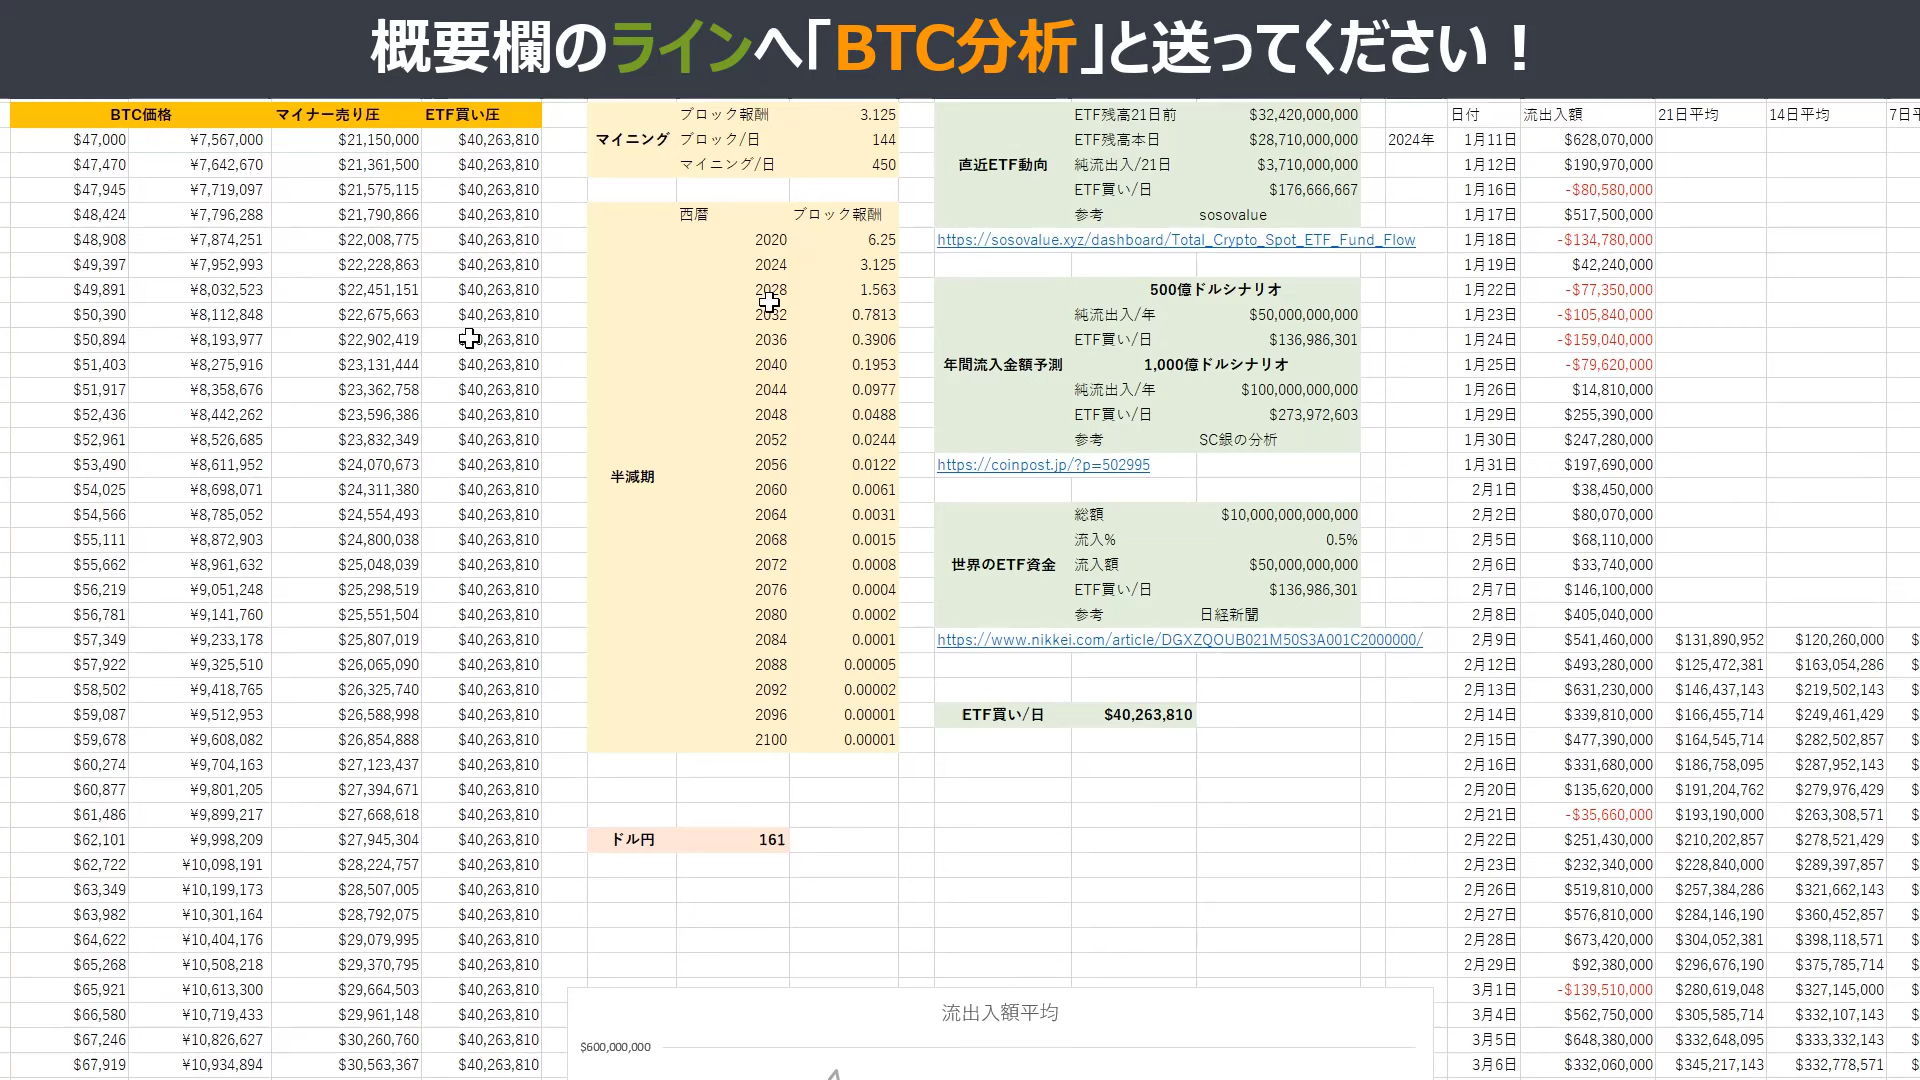 概要欄のラインへ「BTC分析」と送ってください！
BTC価格 マイナー売り圧 ETF買い圧
$47,000 ¥7,567,000 $21,150,000 $40,263,810
$47,470 ¥7,642,670 $21,361,500 $40,263,810
$47,945 ¥7,719,097 $21,575,115 $40,263,810
$48,424 ¥7,796,288 $21,790,866 $40,263,810
$48,908 ¥7,874,251 $22,008,775 $40,263,810
$49,397 ¥7,952,993 $22,228,863 $40,263,810
$49,891 ¥8,032,523 $22,451,151 $40,263,810
$50,390 ¥8,112,848 $22,675,663 $40,263,810
$50,894 ¥8,193,977 $22,902,419
$51,403 ¥8,275,916 $23,131,444 $40,263,810
$51,917 ¥8,358,676 $23,362,758 $40,263,810
$52,436 ¥8,442,262 $23,596,386 $40,263,810
$52,961 ¥8,526,685 $23,832,349 $40,263,810
$53,490 ¥8,611,952 $24,070,673 $40,263,810
$54,025 ¥8,698,071 $24,311,380 $40,263,810
$54,566 ¥8,785,052 $24,554,493 $40,263,810
$55,111 ¥8,872,903 $24,800,038 $40,263,810
$55,662 ¥8,961,632 $25,048,039 $40,263,810
$56,219 ¥9,051,248 $25,298,519 $40,263,810
$56,781 ¥9,141,760 $25,551,504 $40,263,810
$57,349 ¥9,233,178 $25,807,019 $40,263,810
$57,922 ¥9,325,510 $26,065,090 $40,263,810
$58,502 ¥9,418,765 $26,325,740 $40,263,810
$59,087 ¥9,512,953 $26,588,998 $40,263,810
$59,678 ¥9,608,082 $26,854,888 $40,263,810
$60,274 ¥9,704,163 $27,123,437 $40,263,810
$60,877 ¥9,801,205 $27,394,671 $40,263,810
$61,486 ¥9,899,217 $27,668,618 $40,263,810
$62,101 ¥9,998,209 $27,945,304 $40,263,810
$62,722 ¥10,098,191 $28,224,757 $40,263,810
$63,349 ¥10,199,173 $28,507,005 $40,263,810
$63,982 ¥10,301,164 $28,792,075 $40,263,810
$64,622 ¥10,404,176 $29,079,995 $40,263,810
$65,268 ¥10,508,218 $29,370,795 $40,263,810
$65,921 ¥10,613,300 $29,664,503 $40,263,810
$66,580 ¥10,719,433 $29,961,148 $40,263,810
$67,246 ¥10,826,627 $30,260,760 $40,263,810
$67,919 ¥10,934,894 $30,563,367 $40,263,810
マイニング
ブロック報酬 3.125
ブロック/日 144
マイニング/日 450
半減期
西暦 ブロック報酬
2020 6.25
2024 3.125
2028 1.563
2032 0.7813
2036 0.3906
2040 0.1953
2044 0.0977
2048 0.0488
2052 0.0244
2056 0.0122
2060 0.0061
2064 0.0031
2068 0.0015
2072 0.0008
2076 0.0004
2080 0.0002
2084 0.0001
2088 0.00005
2092 0.00002
2096 0.00001
2100 0.00001
ドル円 161
直近ETF動向
ETF残高21日前 $32,420,000,000
ETF残高本日 $28,710,000,000
純流出入/21日 $3,710,000,000
ETF買い/日 $176,666,667
参考 sosovalue
https://sosovalue.xyz/dashboard/Total_Crypto_Spot_ETF_Fund_Flow
年間流入金額予測
500億ドルシナリオ
純流出入/年 $50,000,000,000
ETF買い/日 $136,986,301
1,000億ドルシナリオ
純流出入/年 $100,000,000,000
ETF買い/日 $273,972,603
参考 SC銀の分析
https://coinpost.jp/?p=502995
世界のETF資金
総額 $10,000,000,000,000
流入% 0.5%
流入額 $50,000,000,000
ETF買い/日 $136,986,301
参考 日経新聞
https://www.nikkei.com/article/DGXZQOUB021M50S3A001C2000000/
ETF買い/日 $40,263,810
日付 流出入額 21日平均 14日平均
2024年 1月11日 $628,070,000
1月12日 $190,970,000
1月16日 -$80,580,000
1月17日 $517,500,000
1月18日 -$134,780,000
1月19日 $42,240,000
1月22日 -$77,350,000
1月23日 -$105,840,000
1月24日 -$159,040,000
1月25日 -$79,620,000
1月26日 $14,810,000
1月29日 $255,390,000
1月30日 $247,280,000
1月31日 $197,690,000
2月1日 $38,450,000
2月2日 $80,070,000
2月5日 $68,110,000
2月6日 $33,740,000
2月7日 $146,100,000
2月8日 $405,040,000
2月9日 $541,460,000 $131,890,952 $120,260,000
2月12日 $493,280,000 $125,472,381 $163,054,286
2月13日 $631,230,000 $146,437,143 $219,502,143
2月14日 $339,810,000 $166,455,714 $249,461,429
2月15日 $477,390,000 $164,545,714 $282,502,857
2月16日 $331,680,000 $186,758,095 $287,952,143
2月20日 $135,620,000 $191,204,762 $279,976,429
2月21日 -$35,660,000 $193,190,000 $263,308,571
2月22日 $251,430,000 $210,202,857 $278,521,429
2月23日 $232,340,000 $228,840,000 $289,397,857
2月26日 $519,810,000 $257,384,286 $321,662,143
2月27日 $576,810,000 $284,146,190 $360,452,857
2月28日 $673,420,000 $304,052,381 $398,118,571
2月29日 $92,380,000 $296,676,190 $375,785,714
3月1日 -$139,510,000 $280,619,048 $327,145,000
3月4日 $562,750,000 $305,585,714 $332,107,143
3月5日 $648,380,000 $332,648,095 $333,332,143
3月6日 $332,060,000 $345,217,143 $332,778,571
流出入額平均
$600,000,000